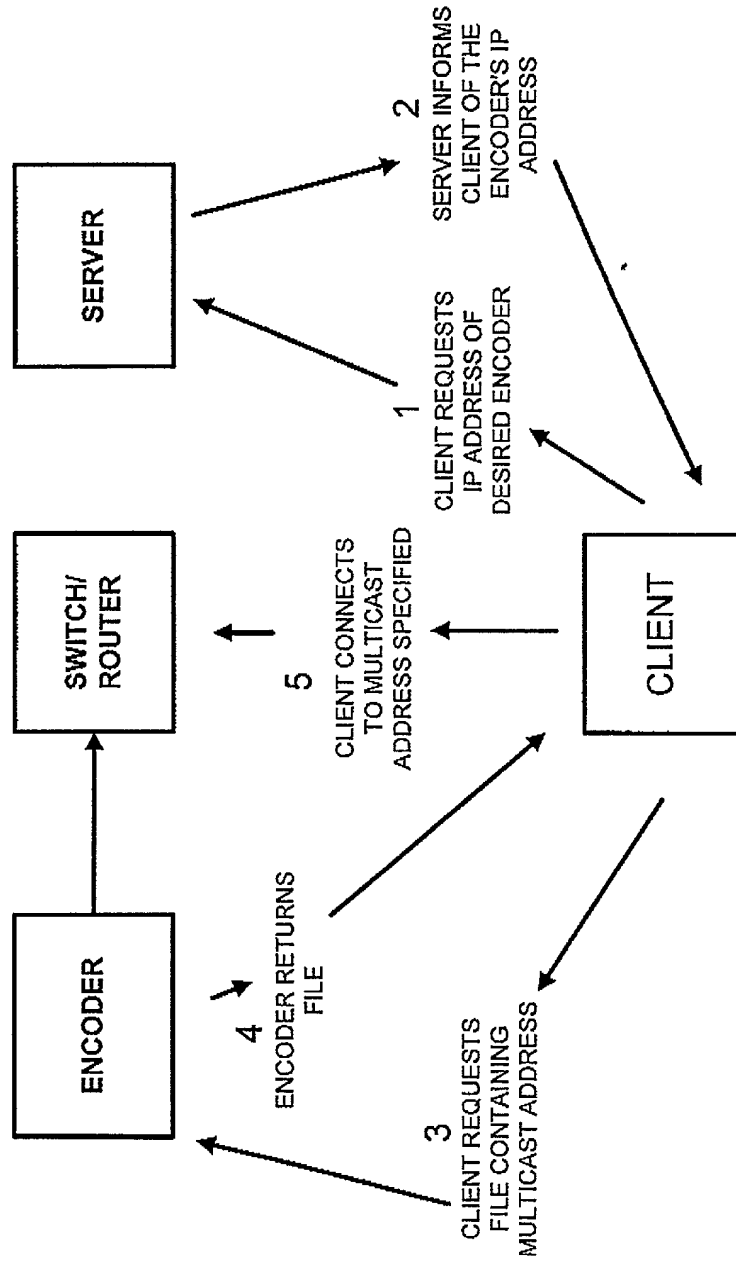 ENCODER
SWITCH/
ROUTER
SERVER
4
ENCODER RETURNS
FILE
5
CLIENT CONNECTS
TO MULTICAST
ADDRESS SPECIFIED
1
CLIENT REQUESTS
IP ADDRESS OF
DESIRED ENCODER
2
SERVER INFORMS
CLIENT OF THE
ENCODER'S IP
ADDRESS
3
CLIENT REQUESTS
FILE CONTAINING
MULTICAST ADDRESS
CLIENT